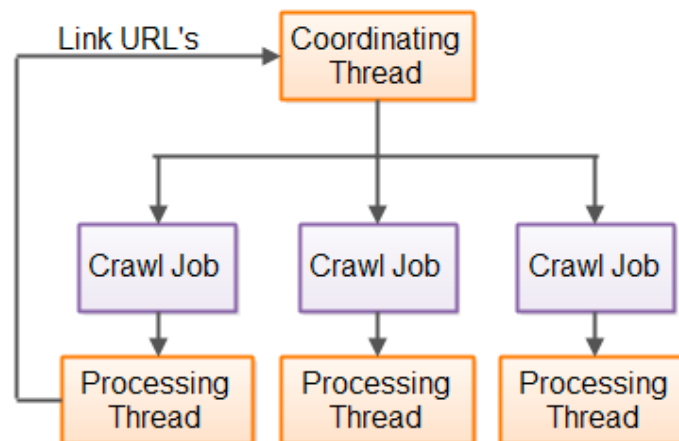 Link URL's
Coordinating
Thread
Crawl Job
Crawl Job
Crawl Job
Processing
Thread
Processing
Thread
Processing
Thread